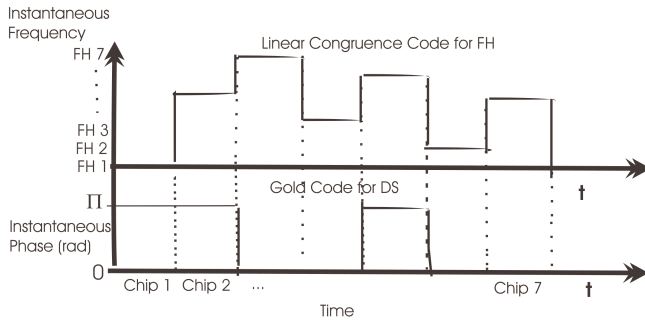 Instantaneous
Frequency
Linear Congruence Code for FH
FH 7
FH 3
FH 2
FH 1
t
Gold Code for DS
Π
Instantaneous
Phase (rad)
0
Chip 1 Chip 2 ... Chip 7 t
Time